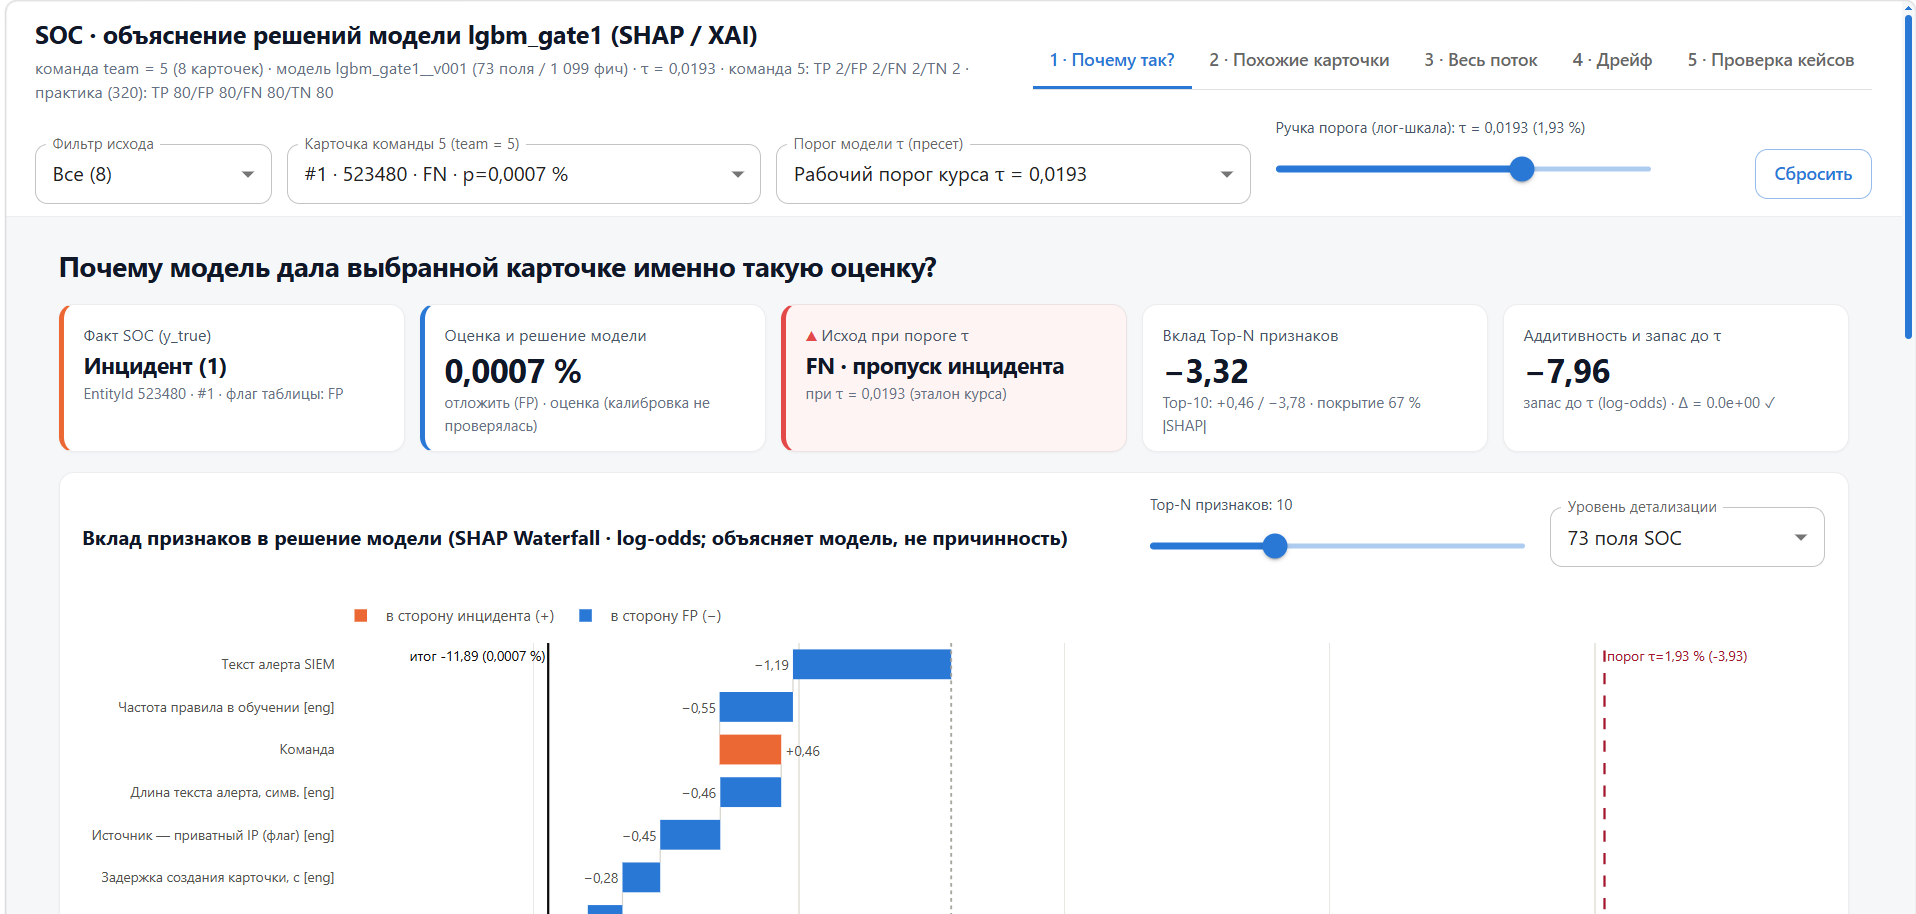 SOC · объяснение решений модели lgbm_gate1 (SHAP / XAI)
команда team = 5 (8 карточек) · модель lgbm_gate1__v001 (73 поля / 1 099 фич) · τ = 0,0193 · команда 5: TP 2/FP 2/FN 2/TN 2 ·
практика (320): TP 80/FP 80/FN 80/TN 80
1 · Почему так?
2 · Похожие карточки
3 · Весь поток
4 · Дрейф
5 · Проверка кейсов
Фильтр исхода
Все (8)
Карточка команды 5 (team = 5)
#1 · 523480 · FN · p=0,0007 %
Порог модели τ (пресет)
Рабочий порог курса τ = 0,0193
Ручка порога (лог-шкала): τ = 0,0193 (1,93 %)
Сбросить
Почему модель дала выбранной карточке именно такую оценку?
Факт SOC (y_true)
Инцидент (1)
EntityId 523480 · #1 · флаг таблицы: FP
Оценка и решение модели
0,0007 %
отложить (FP) · оценка (калибровка не
проверялась)
▲ Исход при пороге τ
FN · пропуск инцидента
при τ = 0,0193 (эталон курса)
Вклад Top-N признаков
−3,32
Top-10: +0,46 / −3,78 · покрытие 67 %
|SHAP|
Аддитивность и запас до τ
−7,96
запас до τ (log-odds) · Δ = 0.0e+00 ✓
Вклад признаков в решение модели (SHAP Waterfall · log-odds; объясняет модель, не причинность)
Top-N признаков: 10
Уровень детализации
73 поля SOC
в сторону инцидента (+)
в сторону FP (−)
итог -11,89 (0,0007 %)
порог τ=1,93 % (-3,93)
Текст алерта SIEM
−1,19
Частота правила в обучении [eng]
−0,55
Команда
+0,46
Длина текста алерта, симв. [eng]
−0,46
Источник — приватный IP (флаг) [eng]
−0,45
Задержка создания карточки, с [eng]
−0,28